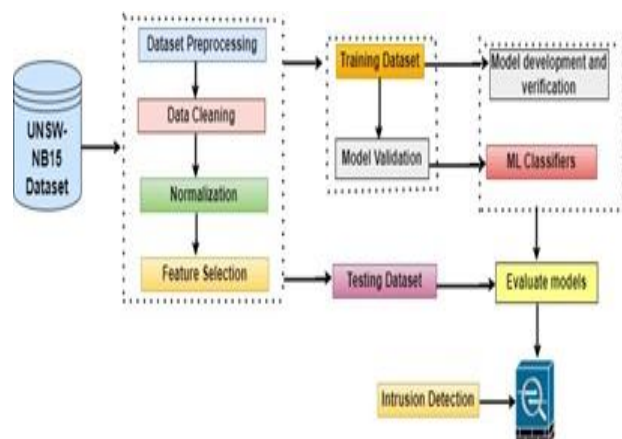 UNSW-
NB15
Dataset
Dataset Preprocessing
Data Cleaning
Normalization
Feature Selection
Training Dataset
Model Validation
Testing Dataset
Model development and
verification
ML Classifiers
Evaluate models
Intrusion Detection